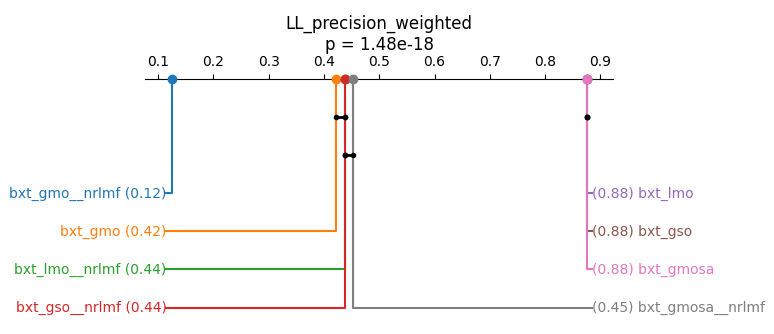 LL_precision_weighted
p = 1.48e-18
0.1 0.2 0.3 0.4 0.5 0.6 0.7 0.8 0.9
bxt_gmo__nrlmf (0.12) (0.88) bxt_lmo
bxt_gmo (0.42) (0.88) bxt_gso
bxt_lmo__nrlmf (0.44) (0.88) bxt_gmosa
bxt_gso__nrlmf (0.44) (0.45) bxt_gmosa__nrlmf